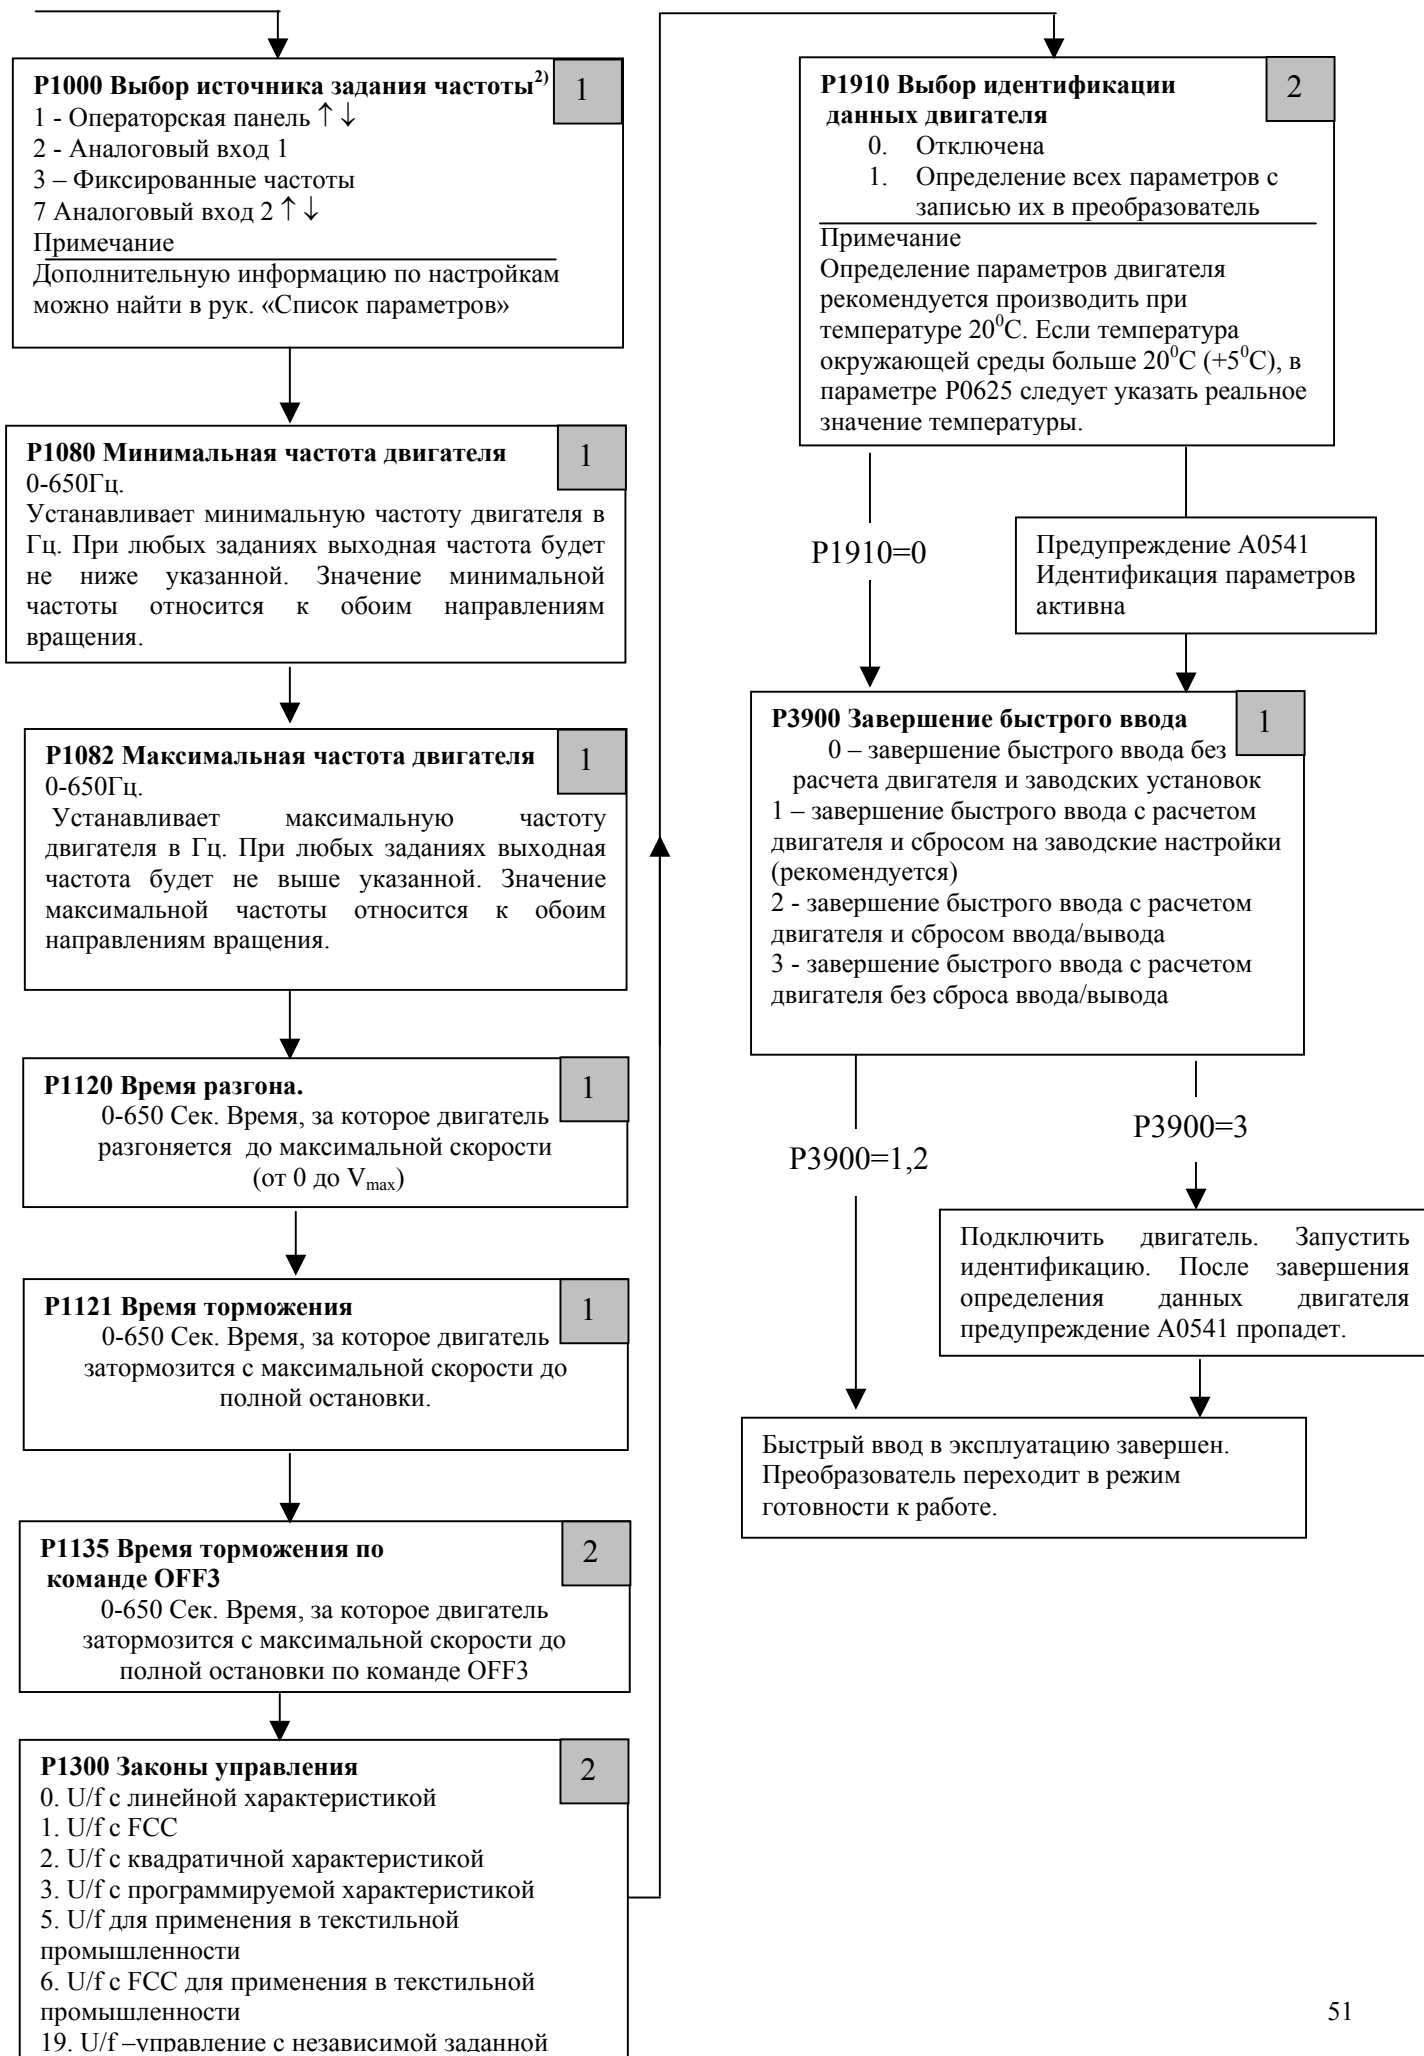 P1000 Выбор источника задания частоты2)
1
1 - Операторская панель ↑ ↓
2 - Аналоговый вход 1
3 – Фиксированные частоты
7 Аналоговый вход 2 ↑ ↓
Примечание
Дополнительную информацию по настройкам
можно найти в рук. «Список параметров»
P1080 Минимальная частота двигателя
1
0-650Гц.
Устанавливает минимальную частоту двигателя в
Гц. При любых заданиях выходная частота будет
не ниже указанной. Значение минимальной
частоты относится к обоим направлениям
вращения.
P1082 Максимальная частота двигателя
1
0-650Гц.
Устанавливает максимальную частоту
двигателя в Гц. При любых заданиях выходная
частота будет не выше указанной. Значение
максимальной частоты относится к обоим
направлениям вращения.
P1120 Время разгона.
1
0-650 Сек. Время, за которое двигатель
разгоняется до максимальной скорости
(от 0 до Vmax)
P1121 Время торможения
1
0-650 Сек. Время, за которое двигатель
затормозится с максимальной скорости до
полной остановки.
P1135 Время торможения по
команде OFF3
2
0-650 Сек. Время, за которое двигатель
затормозится с максимальной скорости до
полной остановки по команде OFF3
P1300 Законы управления
2
0. U/f с линейной характеристикой
1. U/f с FCC
2. U/f с квадратичной характеристикой
3. U/f с программируемой характеристикой
5. U/f для применения в текстильной
промышленности
6. U/f с FCC для применения в текстильной
промышленности
19. U/f –управление с независимой заданной
P1910 Выбор идентификации
данных двигателя
2
0. Отключена
1. Определение всех параметров с
записью их в преобразователь
Примечание
Определение параметров двигателя
рекомендуется производить при
температуре 20⁰С. Если температура
окружающей среды больше 20⁰С (+5⁰С), в
параметре P0625 следует указать реальное
значение температуры.
P1910=0
Предупреждение A0541
Идентификация параметров
активна
P3900 Завершение быстрого ввода
1
0 – завершение быстрого ввода без
расчета двигателя и заводских установок
1 – завершение быстрого ввода с расчетом
двигателя и сбросом на заводские настройки
(рекомендуется)
2 - завершение быстрого ввода с расчетом
двигателя и сбросом ввода/вывода
3 - завершение быстрого ввода с расчетом
двигателя без сброса ввода/вывода
P3900=1,2
P3900=3
Подключить двигатель. Запустить
идентификацию. После завершения
определения данных двигателя
предупреждение A0541 пропадет.
Быстрый ввод в эксплуатацию завершен.
Преобразователь переходит в режим
готовности к работе.
51